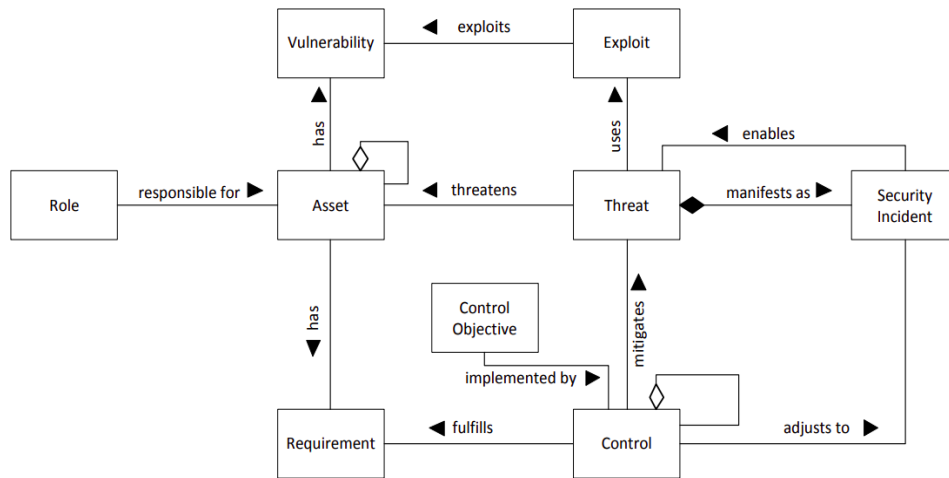 Vulnerability
exploits
Exploit
has
uses
enables
Role
responsible for
Asset
threatens
Threat
manifests as
Security
Incident
has
Control
Objective
mitigates
implemented by
Requirement
fulfills
Control
adjusts to